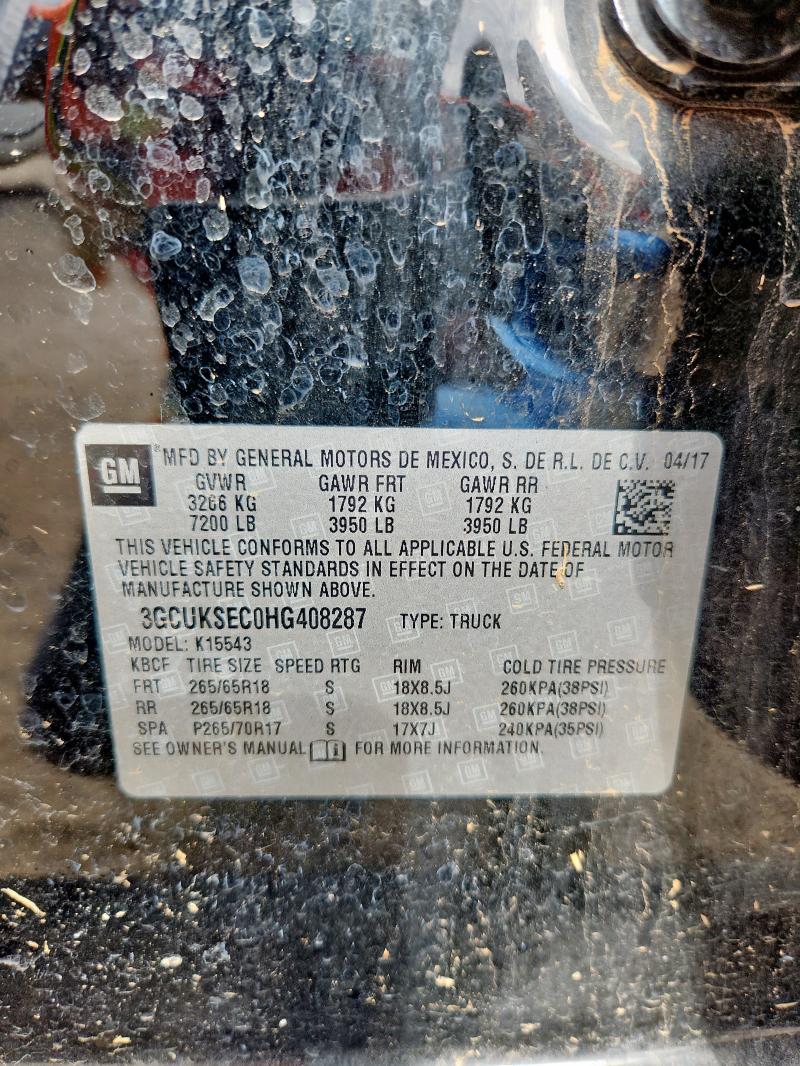 GM ® MFD BY GENERAL MOTORS DE MEXICO, S. DE R.L. DE C.V. 04/17
GVWR GAWR FRT GAWR RR
3266 KG 1792 KG 1792 KG
7200 LB 3950 LB 3950 LB
THIS VEHICLE CONFORMS TO ALL APPLICABLE U.S. FEDERAL MOTOR
VEHICLE SAFETY STANDARDS IN EFFECT ON THE DATE OF
MANUFACTURE SHOWN ABOVE.
3GCUKSEC0HG408287 TYPE: TRUCK
MODEL: K15543
KBCF TIRE SIZE SPEED RTG RIM COLD TIRE PRESSURE
FRT 265/65R18 S 18X8.5J 260KPA(38PSI)
RR 265/65R18 S 18X8.5J 260KPA(38PSI)
SPA P265/70R17 S 17X7J 240KPA(35PSI)
SEE OWNER'S MANUAL FOR MORE INFORMATION.